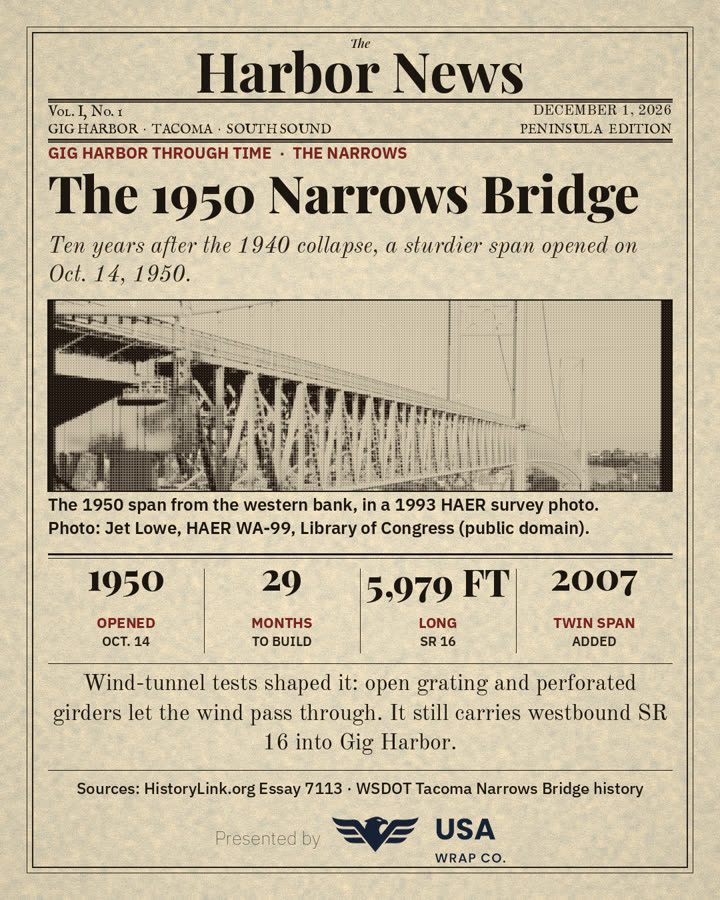 The
Harbor News
Vol. I, No. 1
DECEMBER 1, 2026
GIG HARBOR · TACOMA · SOUTH SOUND
PENINSULA EDITION
GIG HARBOR THROUGH TIME · THE NARROWS
The 1950 Narrows Bridge
Ten years after the 1940 collapse, a sturdier span opened on
Oct. 14, 1950.
The 1950 span from the western bank, in a 1993 HAER survey photo.
Photo: Jet Lowe, HAER WA-99, Library of Congress (public domain).
1950
OPENED
OCT. 14
29
MONTHS
TO BUILD
5,979 FT
LONG
SR 16
2007
TWIN SPAN
ADDED
Wind-tunnel tests shaped it: open grating and perforated
girders let the wind pass through. It still carries westbound SR
16 into Gig Harbor.
Sources: HistoryLink.org Essay 7113 · WSDOT Tacoma Narrows Bridge history
Presented by
USA
WRAP CO.